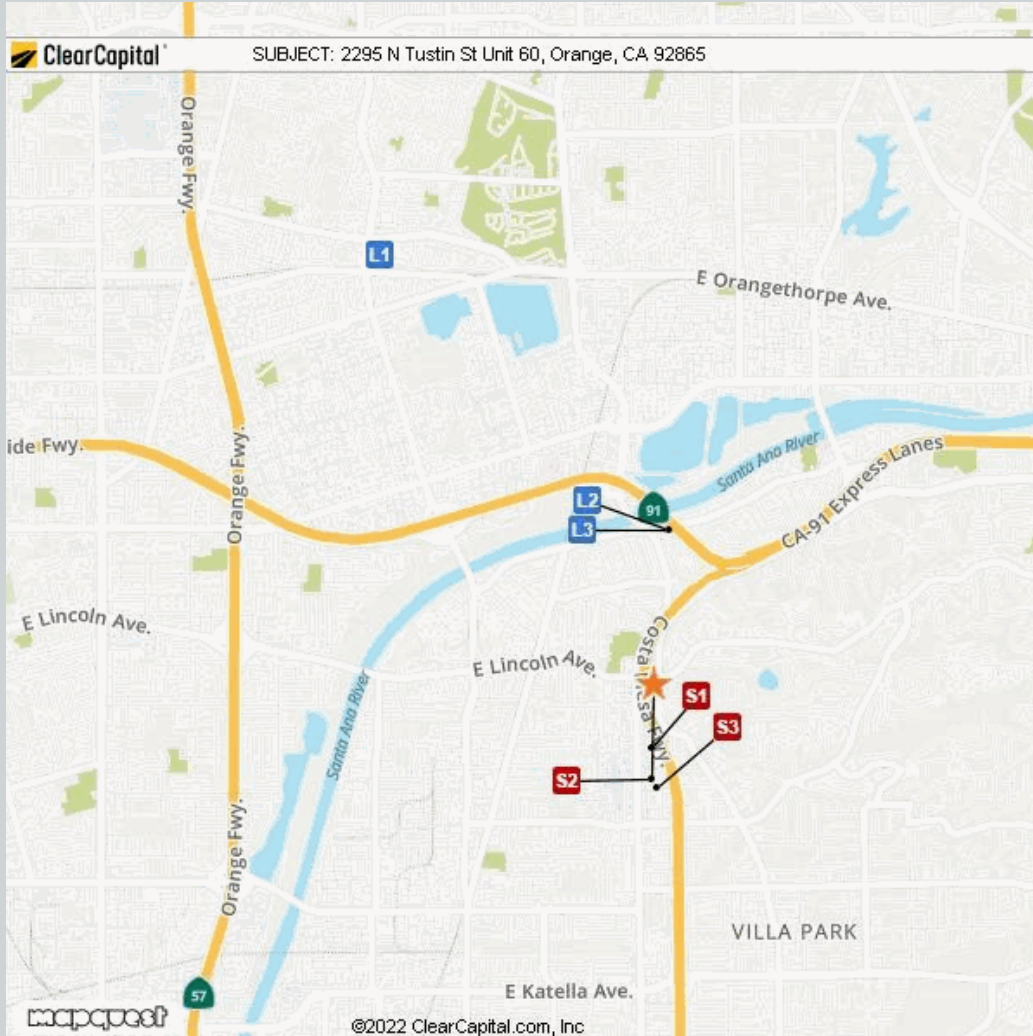 ClearCapital
SUBJECT: 2295 N Tustin St Unit 60, Orange, CA 92865
Orange Fwy.
L1
E Orangethorpe Ave.
ide Fwy.
Orange Fwy.
Santa Ana River
CA-91 Express Lanes
L2
91
L3
E Lincoln Ave.
E Lincoln Ave.
Costa
sa Fwy.
S1
S3
S2
Santa Ana River
Orange Fwy.
VILLA PARK
E Katella Ave.
57
mapquest
©2022 ClearCapital.com, Inc